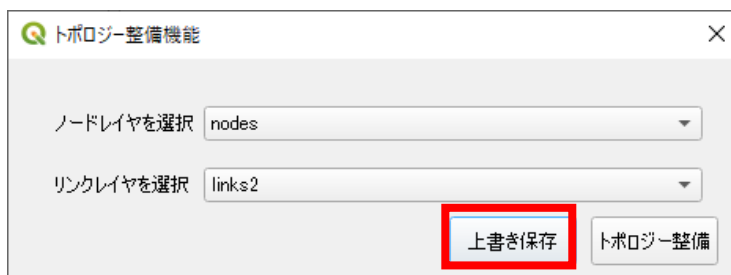 トポロジー整備機能
ノードレイヤを選択 nodes
リンクレイヤを選択 links2
上書き保存 トポロジー整備